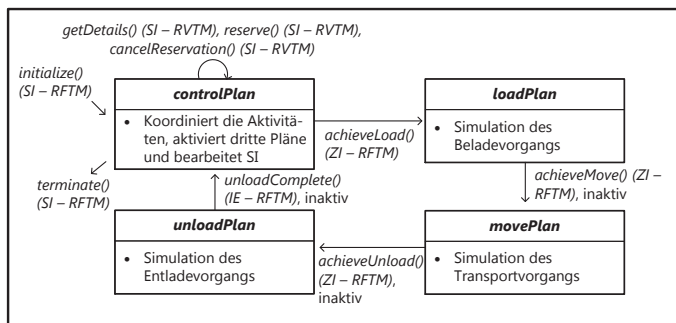 getDetails() (SI – RVTM), reserve() (SI – RVTM),
cancelReservation() (SI – RVTM)
initialize()
(SI – RFTM)
controlPlan
• Koordiniert die Aktivitä-
ten, aktiviert dritte Pläne
und bearbeitet SI
achieveLoad()
(ZI – RFTM)
loadPlan
• Simulation des
Beladevorgangs
terminate()
(SI – RFTM)
unloadComplete()
(IE – RFTM), inaktiv
achieveMove() (ZI –
RFTM), inaktiv
unloadPlan
• Simulation des
Entladevorgangs
achieveUnload()
(ZI – RFTM),
inaktiv
movePlan
• Simulation des
Transportvorgangs